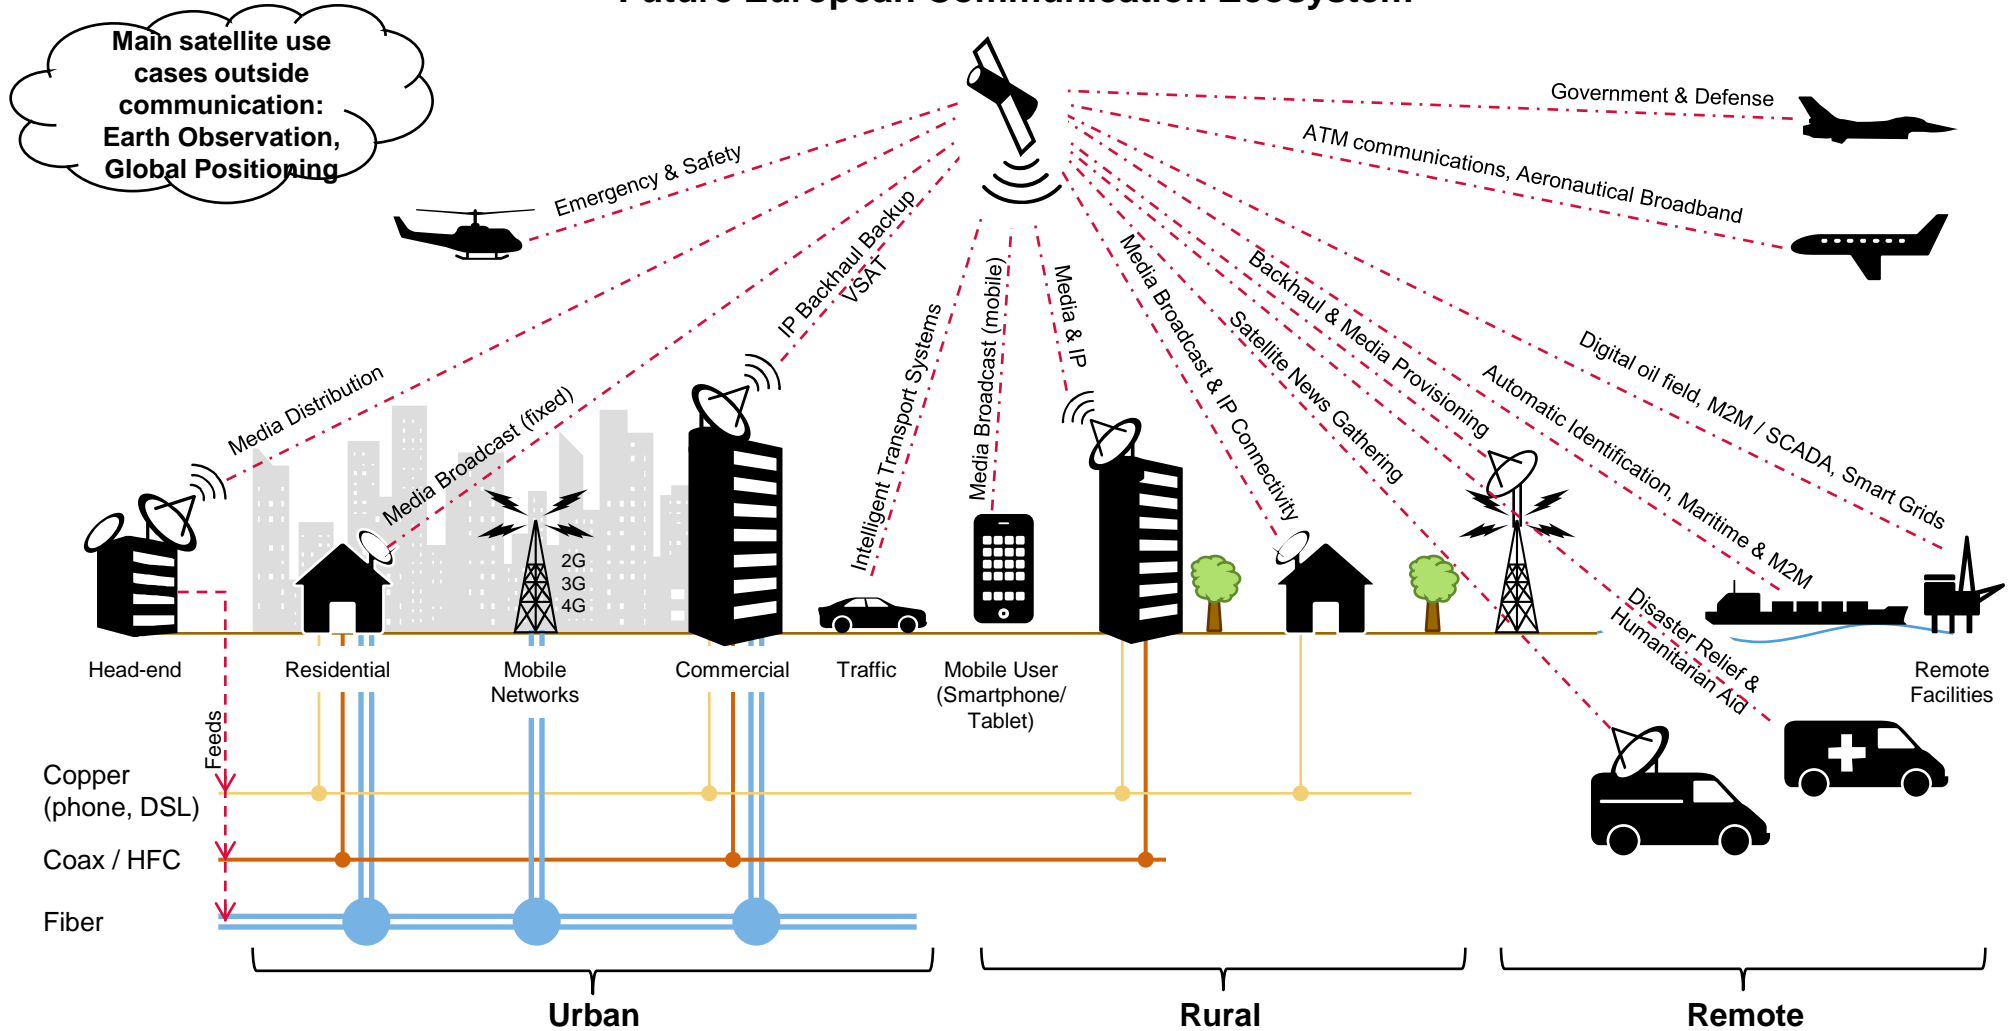 Future European Communication Ecosystem
Main satellite use
cases outside
communication:
Earth Observation,
Global Positioning
Government & Defense
ATM communications, Aeronautical Broadband
Emergency & Safety
IP Backhaul Backup
VSAT
Media Distribution
Media Broadcast (fixed)
Intelligent Transport Systems
Media Broadcast (mobile)
Media & IP
Media Broadcast & IP Connectivity
Satellite News Gathering
Backhaul & Media Provisioning
Automatic Identification, Maritime & M2M
Digital oil field, M2M / SCADA, Smart Grids
Disaster Relief &
Humanitarian Aid
2G
3G
4G
Head-end
Residential
Mobile
Networks
Commercial
Traffic
Mobile User
(Smartphone/
Tablet)
Remote
Facilities
Feeds
Copper
(phone, DSL)
Coax / HFC
Fiber
Urban
Rural
Remote